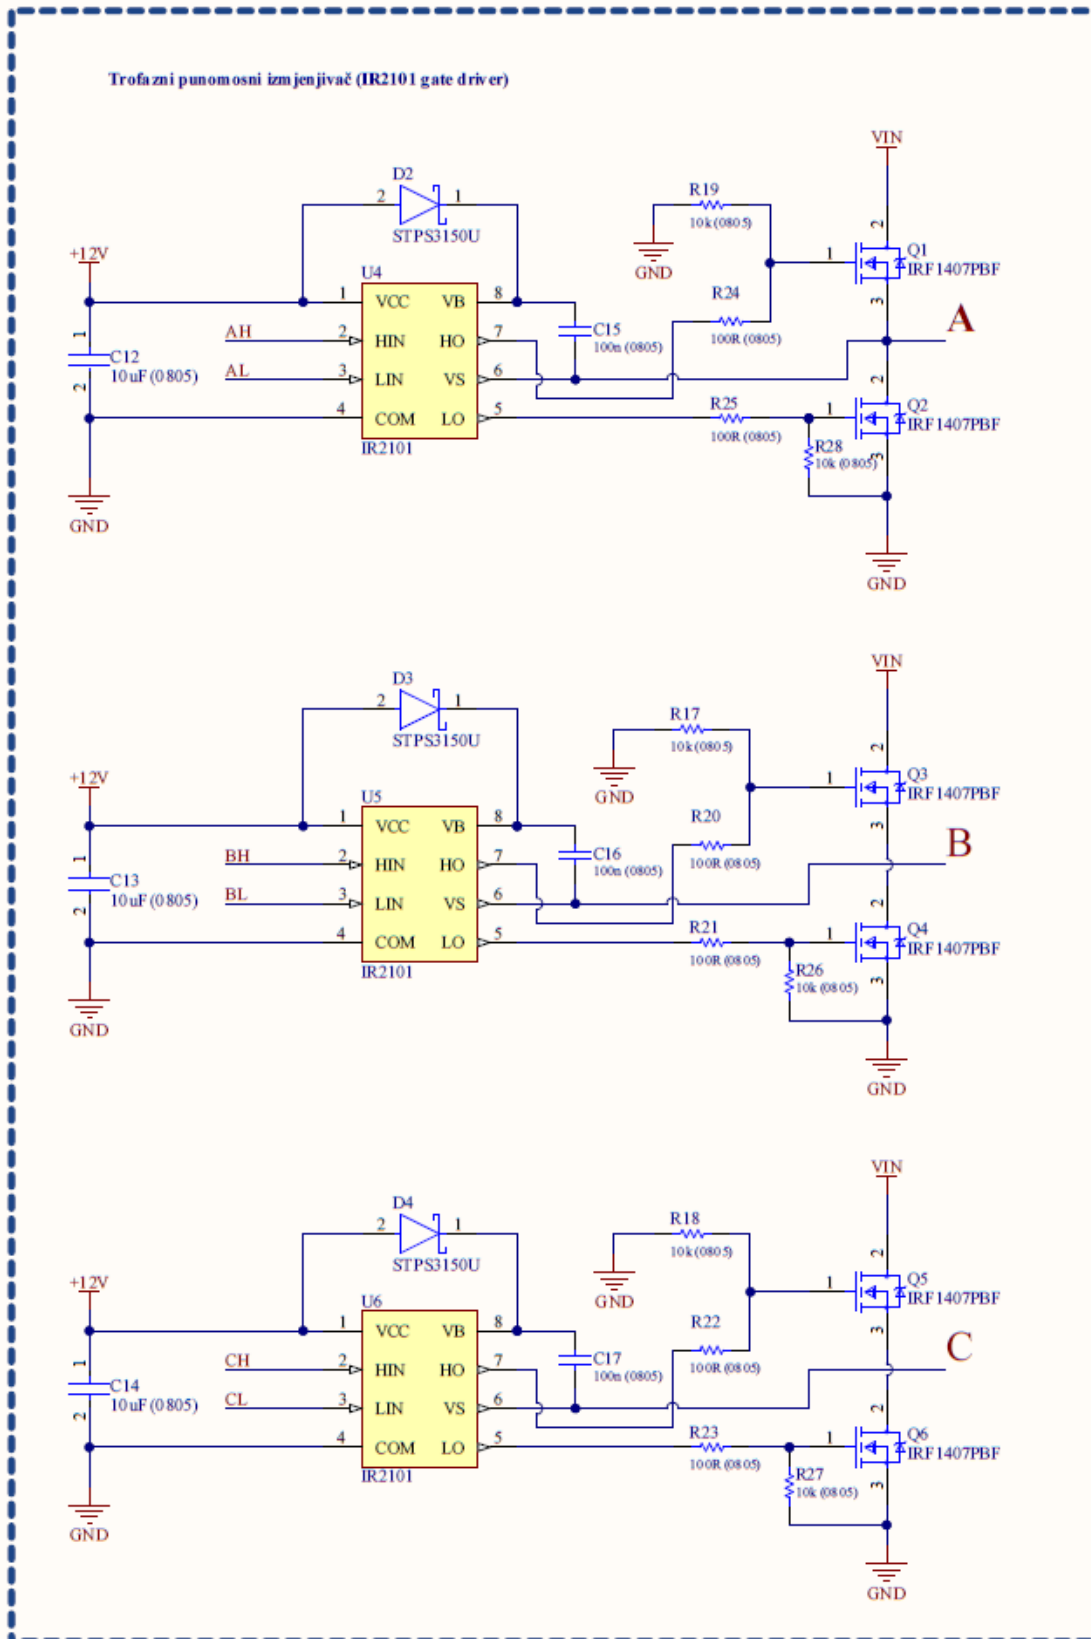 Trofazni punomosni izmjenjivač (IR2101 gate driver)
VIN
D2
2 1
STPS3150U
R19
10k(0805)
GND
2
1
Q1
IRF1407PBF
3
+12V
U4
1 VCC VB 8
AH 2 HIN HO 7
AL 3 LIN VS 6
4 COM LO 5
IR2101
1
C12
10uF(0805)
2
GND
C15
100n (0805)
R24
100R (0805)
A
R25
100R (0805)
2
1
Q2
IRF1407PBF
3
R28
10k (0805)
GND
VIN
D3
2 1
STPS3150U
R17
10k(0805)
GND
2
1
Q3
IRF1407PBF
3
+12V
U5
1 VCC VB 8
BH 2 HIN HO 7
BL 3 LIN VS 6
4 COM LO 5
IR2101
1
C13
10uF(0805)
2
GND
C16
100n (0805)
R20
100R (0805)
B
R21
100R (0805)
2
1
Q4
IRF1407PBF
3
R26
10k (0805)
GND
VIN
D4
2 1
STPS3150U
R18
10k(0805)
GND
2
1
Q5
IRF1407PBF
3
+12V
U6
1 VCC VB 8
CH 2 HIN HO 7
CL 3 LIN VS 6
4 COM LO 5
IR2101
1
C14
10uF(0805)
2
GND
C17
100n (0805)
R22
100R (0805)
C
R23
100R (0805)
2
1
Q6
IRF1407PBF
3
R27
10k (0805)
GND